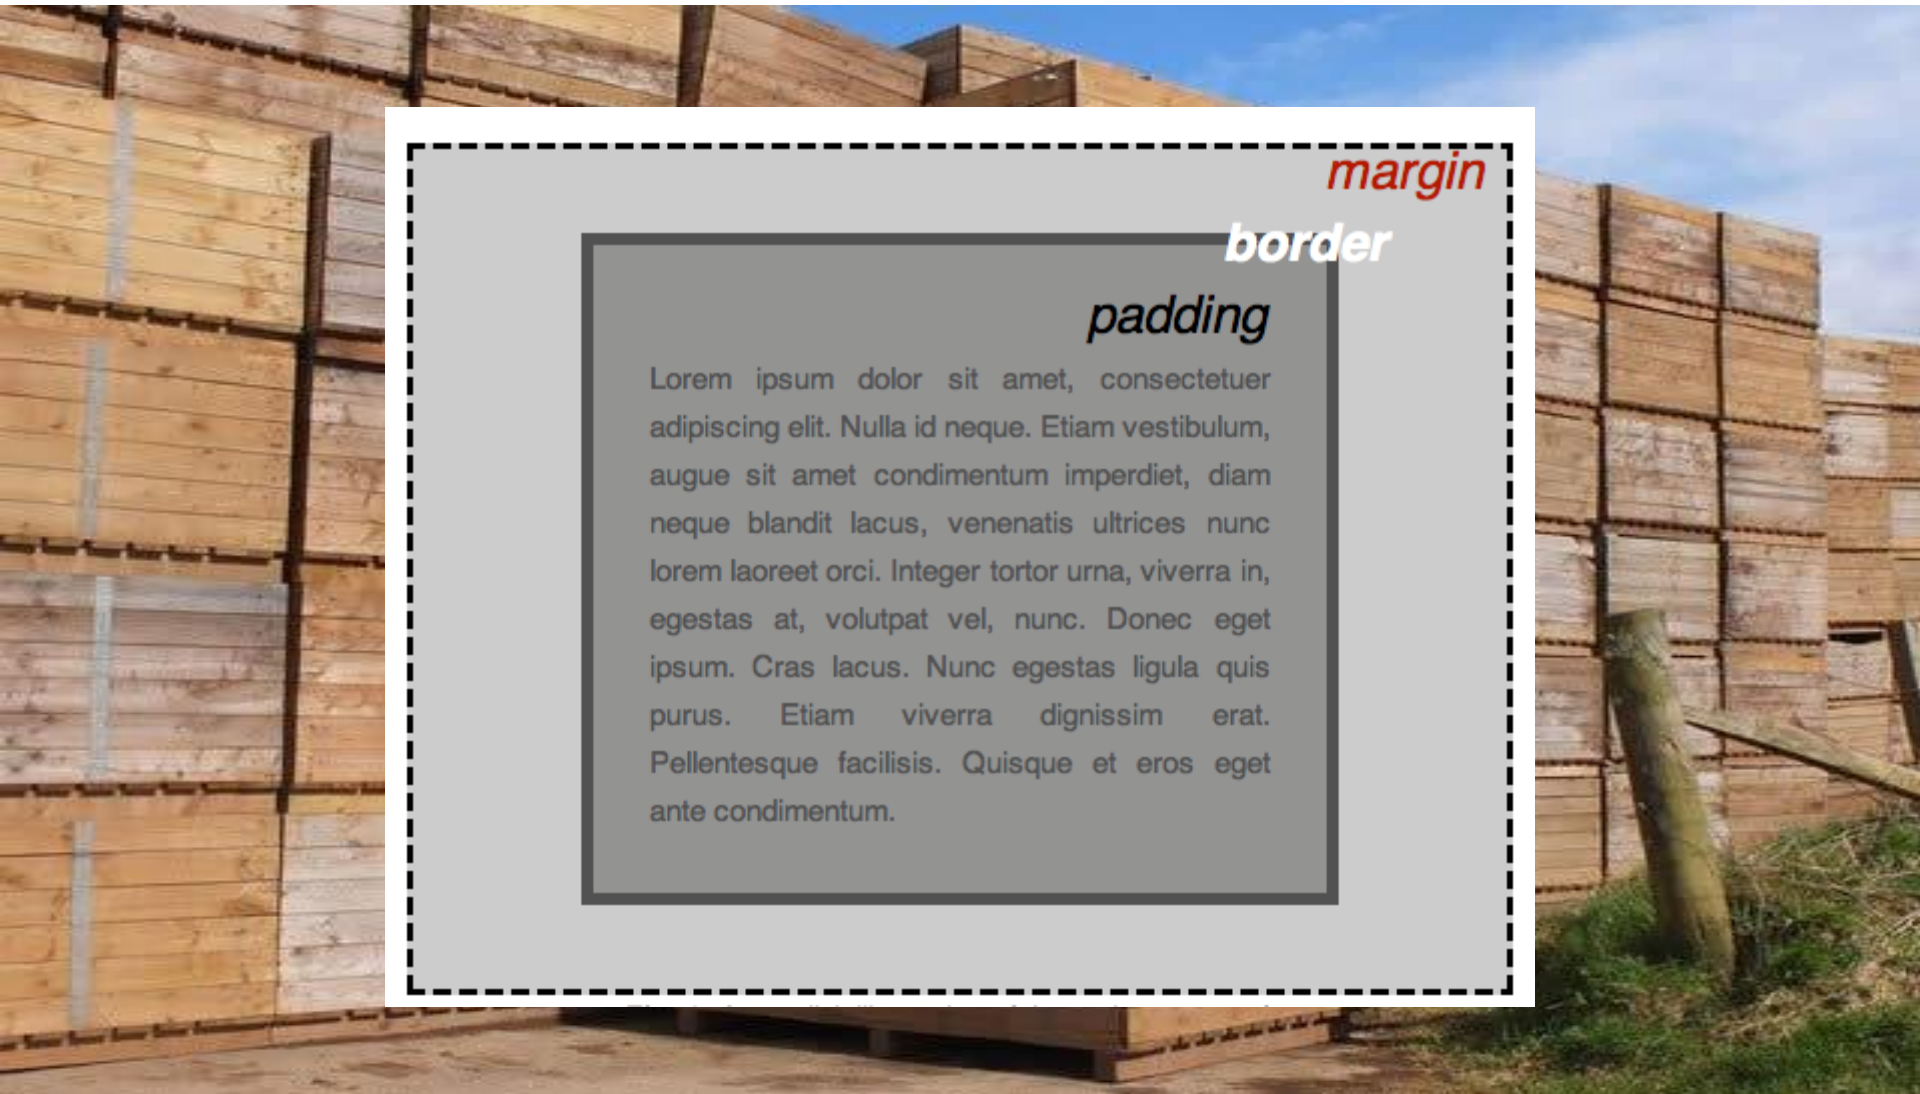 margin
border
padding
Lorem ipsum dolor sit amet, consectetuer
adipiscing elit. Nulla id neque. Etiam vestibulum,
augue sit amet condimentum imperdiet, diam
neque blandit lacus, venenatis ultrices nunc
lorem laoreet orci. Integer tortor urna, viverra in,
egestas at, volutpat vel, nunc. Donec eget
ipsum. Cras lacus. Nunc egestas ligula quis
purus. Etiam viverra dignissim erat.
Pellentesque facilisis. Quisque et eros eget
ante condimentum.